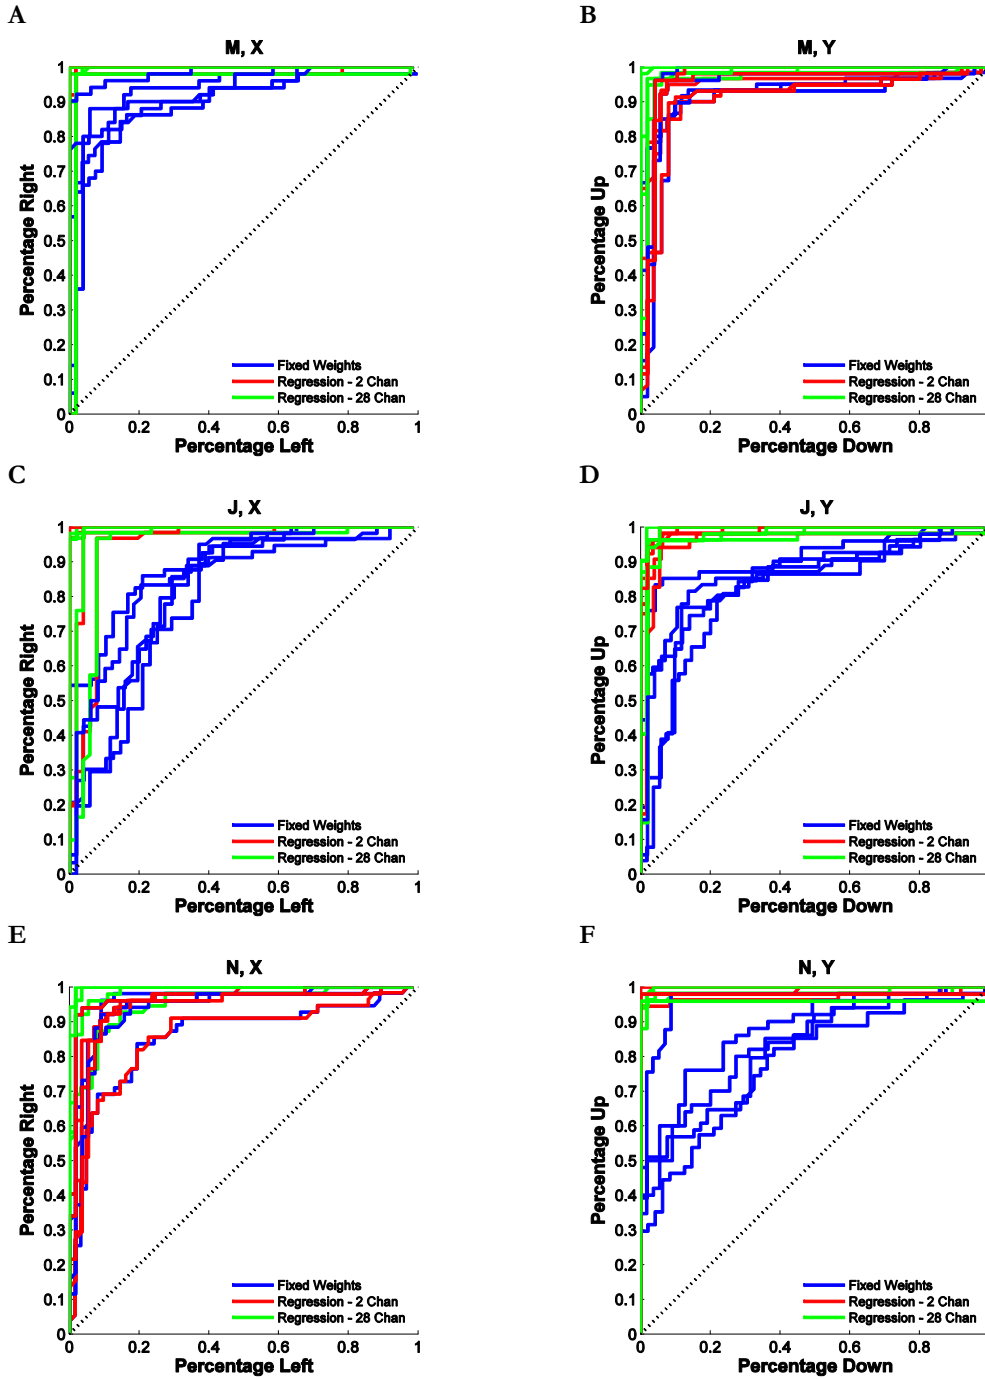 A
M, X
Percentage Right
1
0.9
0.8
0.7
0.6
0.5
0.4
0.3
0.2
0.1
0
Fixed Weights
Regression - 2 Chan
Regression - 28 Chan
0 0.2 0.4 0.6 0.8 1
Percentage Left
B
M, Y
Percentage Up
1
0.9
0.8
0.7
0.6
0.5
0.4
0.3
0.2
0.1
0
Fixed Weights
Regression - 2 Chan
Regression - 28 Chan
0 0.2 0.4 0.6 0.8
Percentage Down
C
J, X
Percentage Right
1
0.9
0.8
0.7
0.6
0.5
0.4
0.3
0.2
0.1
0
Fixed Weights
Regression - 2 Chan
Regression - 28 Chan
0 0.2 0.4 0.6 0.8 1
Percentage Left
D
J, Y
Percentage Up
1
0.9
0.8
0.7
0.6
0.5
0.4
0.3
0.2
0.1
0
Fixed Weights
Regression - 2 Chan
Regression - 28 Chan
0 0.2 0.4 0.6 0.8
Percentage Down
E
N, X
Percentage Right
1
0.9
0.8
0.7
0.6
0.5
0.4
0.3
0.2
0.1
0
Fixed Weights
Regression - 2 Chan
Regression - 28 Chan
0 0.2 0.4 0.6 0.8 1
Percentage Left
F
N, Y
Percentage Up
1
0.9
0.8
0.7
0.6
0.5
0.4
0.3
0.2
0.1
0
Fixed Weights
Regression - 2 Chan
Regression - 28 Chan
0 0.2 0.4 0.6 0.8
Percentage Down